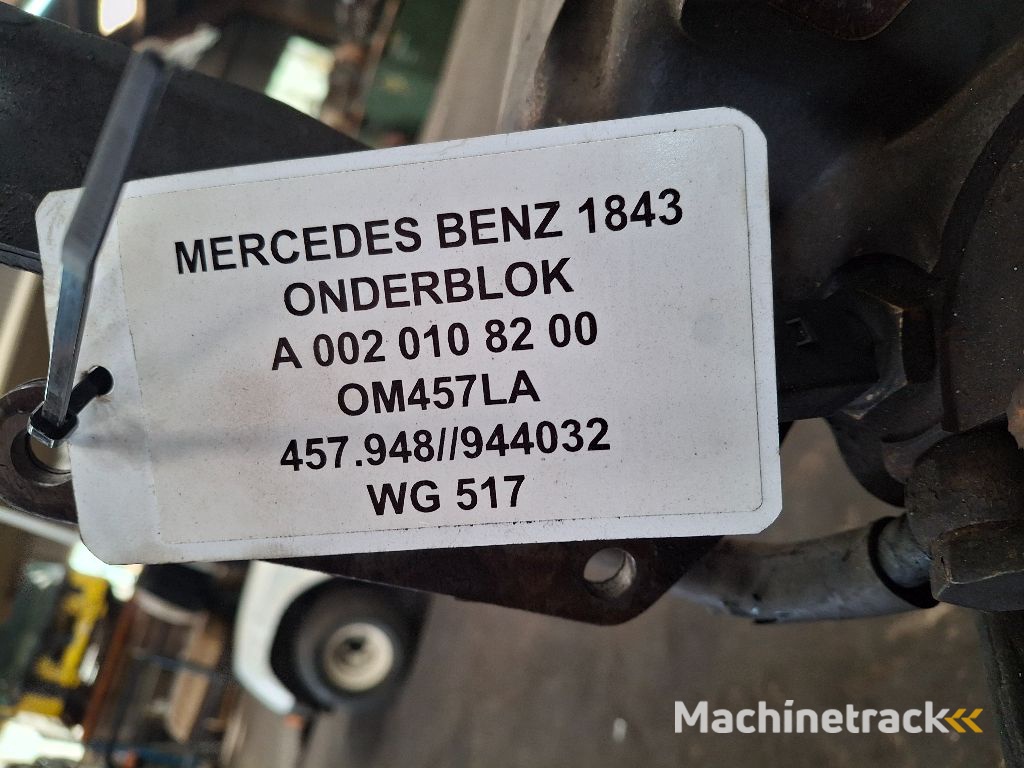 MERCEDES BENZ 1843
ONDERBLOK
A 002 010 82 00
OM457LA
457.948//944032
WG 517
Machinetrack